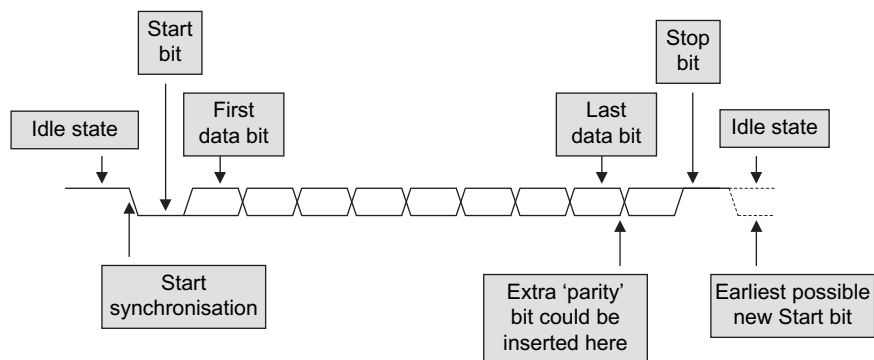 Start
bit
Stop
bit
Idle state
First
data bit
Last
data bit
Idle state
Start
synchronisation
Extra ‘parity’
bit could be
inserted here
Earliest possible
new Start bit